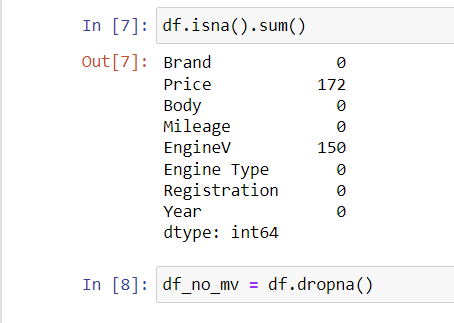 In [7]: df.isna().sum()
Out[7]: Brand 0
Price 172
Body 0
Mileage 0
EngineV 150
Engine Type 0
Registration 0
Year 0
dtype: int64
In [8]: df_no_mv = df.dropna()